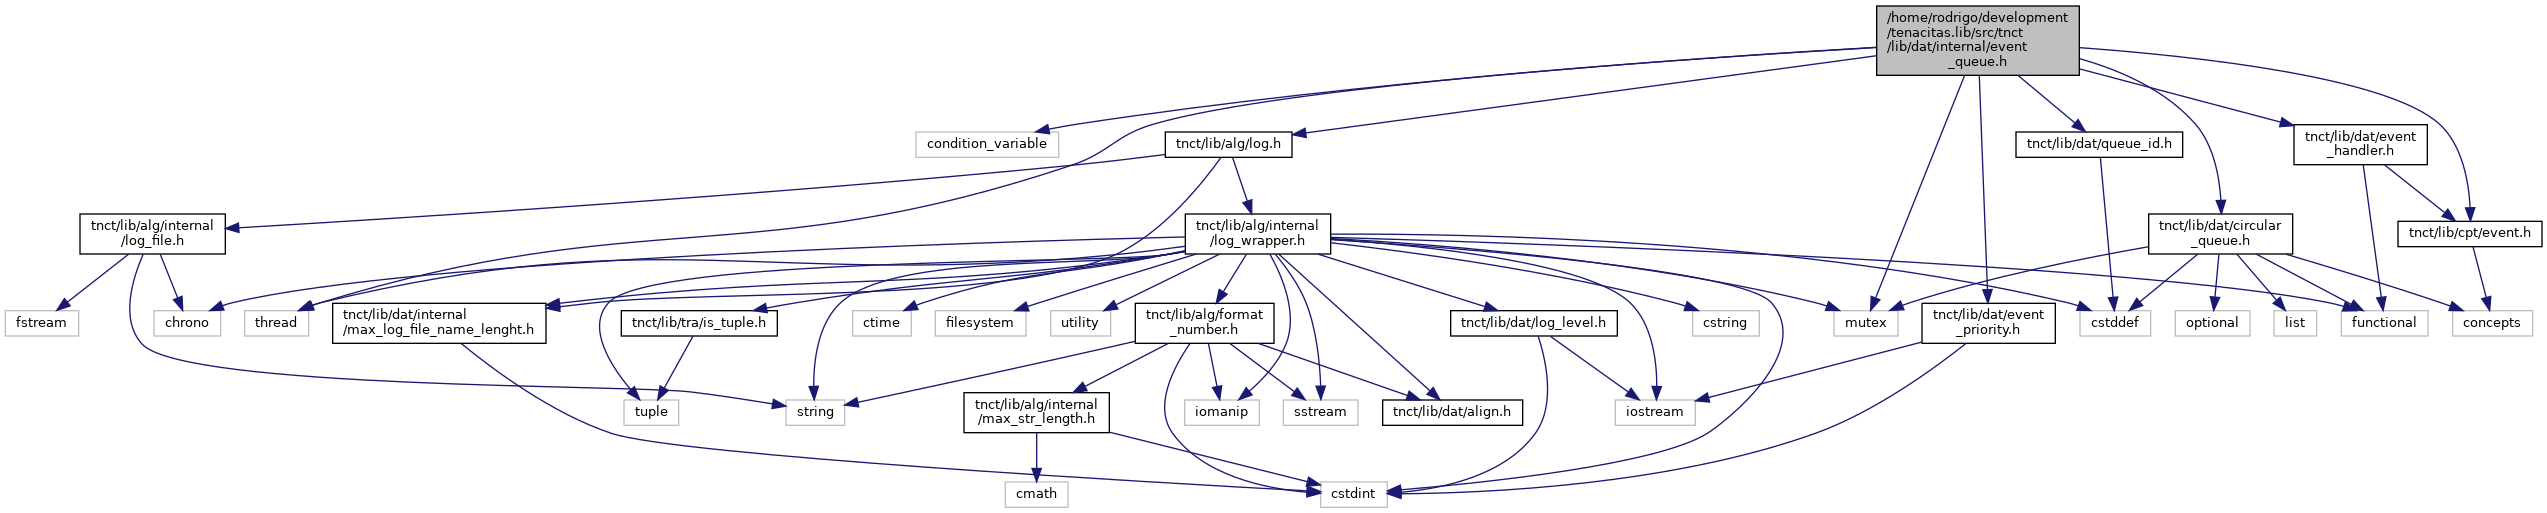 /home/rodrigo/development
/tenacitas.lib/src/tnct
/lib/dat/internal/event
_queue.h
condition_variable
tnct/lib/alg/log.h
tnct/lib/dat/queue_id.h
tnct/lib/dat/event
_handler.h
tnct/lib/alg/internal
/log_file.h
tnct/lib/alg/internal
/log_wrapper.h
tnct/lib/dat/circular
_queue.h
tnct/lib/cpt/event.h
fstream
chrono
thread
tnct/lib/dat/internal
/max_log_file_name_lenght.h
tnct/lib/tra/is_tuple.h
ctime
filesystem
utility
tnct/lib/alg/format
_number.h
tnct/lib/dat/log_level.h
cstring
mutex
tnct/lib/dat/event
_priority.h
cstddef
optional
list
functional
concepts
tuple
string
tnct/lib/alg/internal
/max_str_length.h
iomanip
sstream
tnct/lib/dat/align.h
iostream
cmath
cstdint